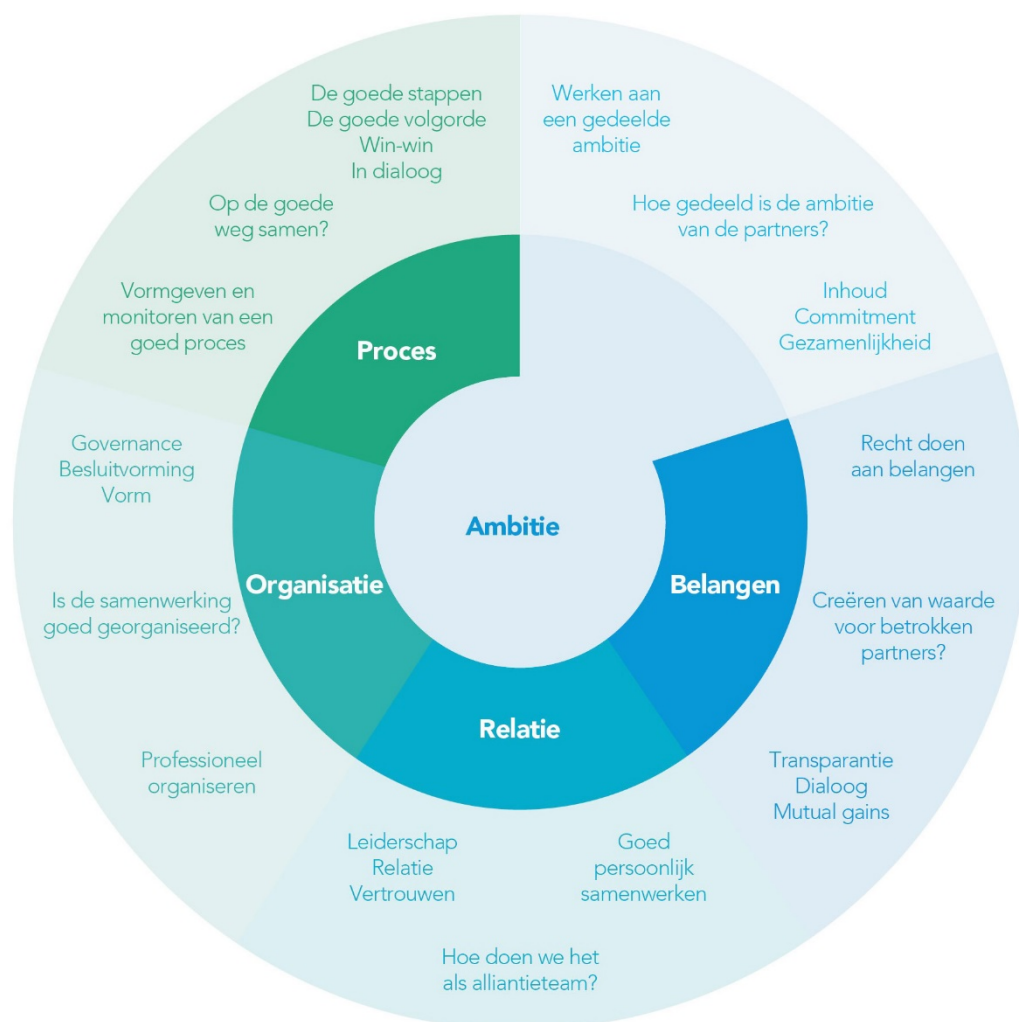 De goede stappen
De goede volgorde
Win-win
In dialoog
Op de goede
weg samen?
Vormgeven en
monitoren van een
goed proces
Proces
Werken aan
een gedeelde
ambitie
Hoe gedeeld is de ambitie
van de partners?
Inhoud
Commitment
Gezamenlijkheid
Ambitie
Recht doen
aan belangen
Creëren van waarde
voor betrokken
partners?
Transparantie
Dialoog
Mutual gains
Belangen
Relatie
Goed
persoonlijk
samenwerken
Hoe doen we het
als alliantieteam?
Leiderschap
Relatie
Vertrouwen
Organisatie
Governance
Besluitvorming
Vorm
Is de samenwerking
goed georganiseerd?
Professioneel
organiseren